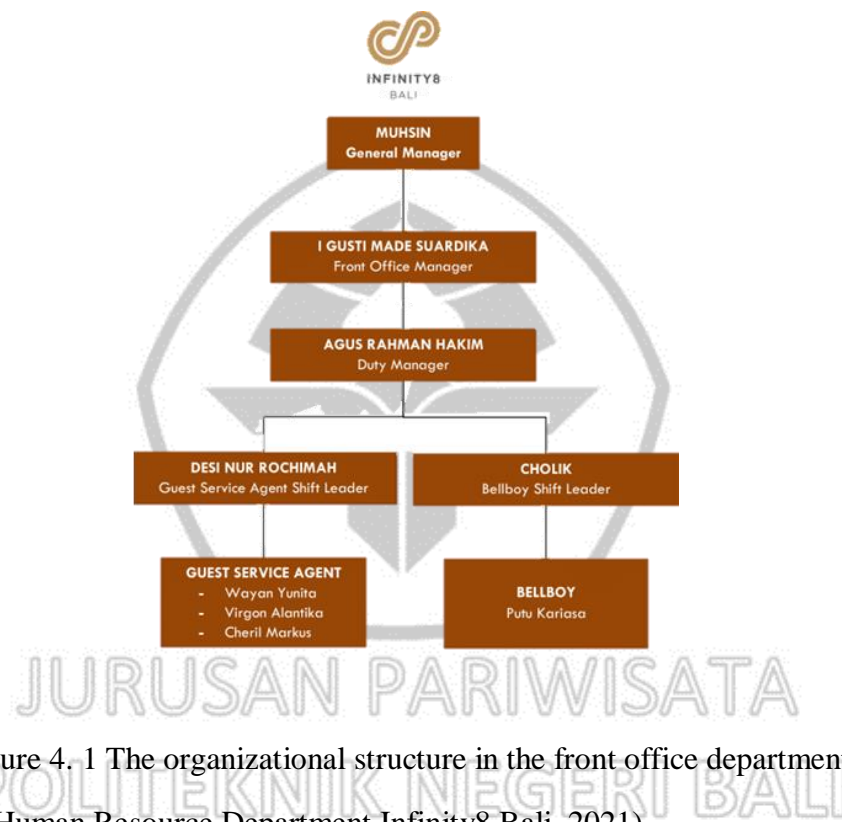 INFINITY8
BALI
MUHSIN
General Manager
I GUSTI MADE SUARDIKA
Front Office Manager
AGUS RAHMAN HAKIM
Duty Manager
DESI NUR ROCHIMAH
Guest Service Agent Shift Leader
CHOLIK
Bellboy Shift Leader
GUEST SERVICE AGENT
- Wayan Yunita
- Virgon Alantika
- Cheril Markus
BELLBOY
Putu Kariasa
JURUSAN PARIWISATA
ure 4. 1 The organizational structure in the front office department
POLITEKNIK NEGERI BALI
Human Resource Department Infinity8 Bali, 2021)